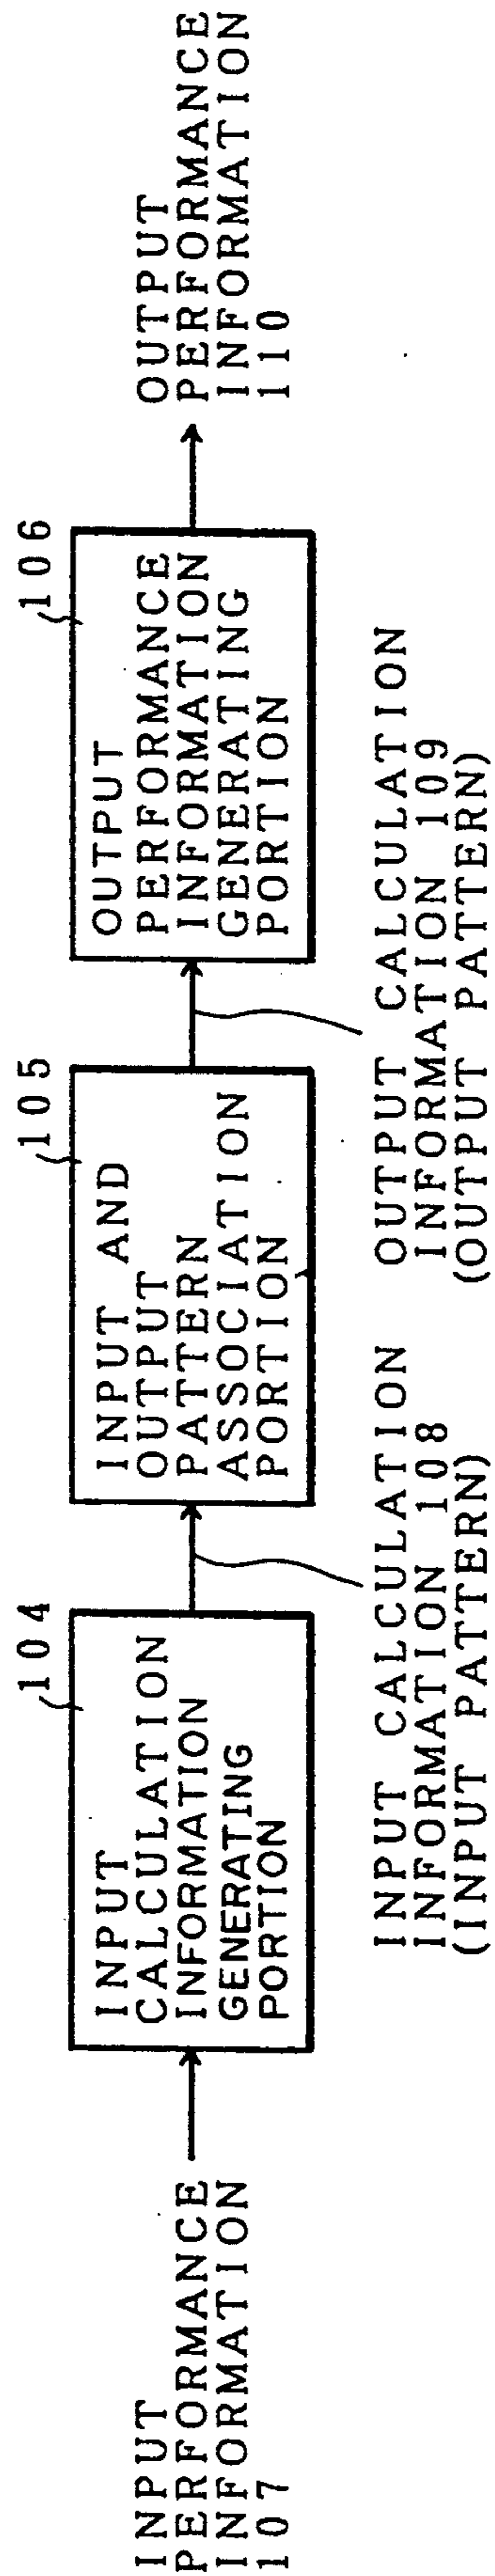 INPUT
PERFORMANCE
INFORMATION
107
104
INPUT
CALCULATION
INFORMATION
GENERATING
PORTION
INPUT CALCULATION
INFORMATION 108
(INPUT PATTERN)
105
INPUT AND
OUTPUT
PATTERN
ASSOCIATION
PORTION
OUTPUT CALCULATION
INFORMATION 109
(OUTPUT PATTERN)
106
OUTPUT
PERFORMANCE
INFORMATION
GENERATING
PORTION
OUTPUT
PERFORMANCE
INFORMATION
110